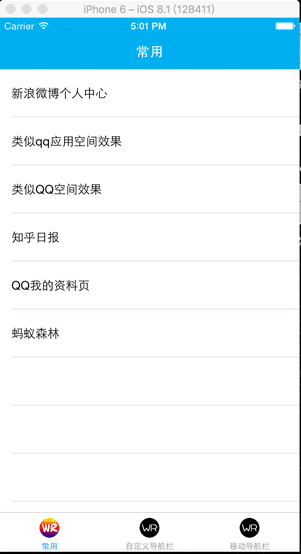 iPhone 6 – iOS 8.1 (12B411)
Carrier 5:01 PM
常用
新浪微博个人中心
类似qq应用空间效果
类似QQ空间效果
知乎日报
QQ我的资料页
蚂蚁森林
WR WR WR
常用 自定义导航栏 移动导航栏